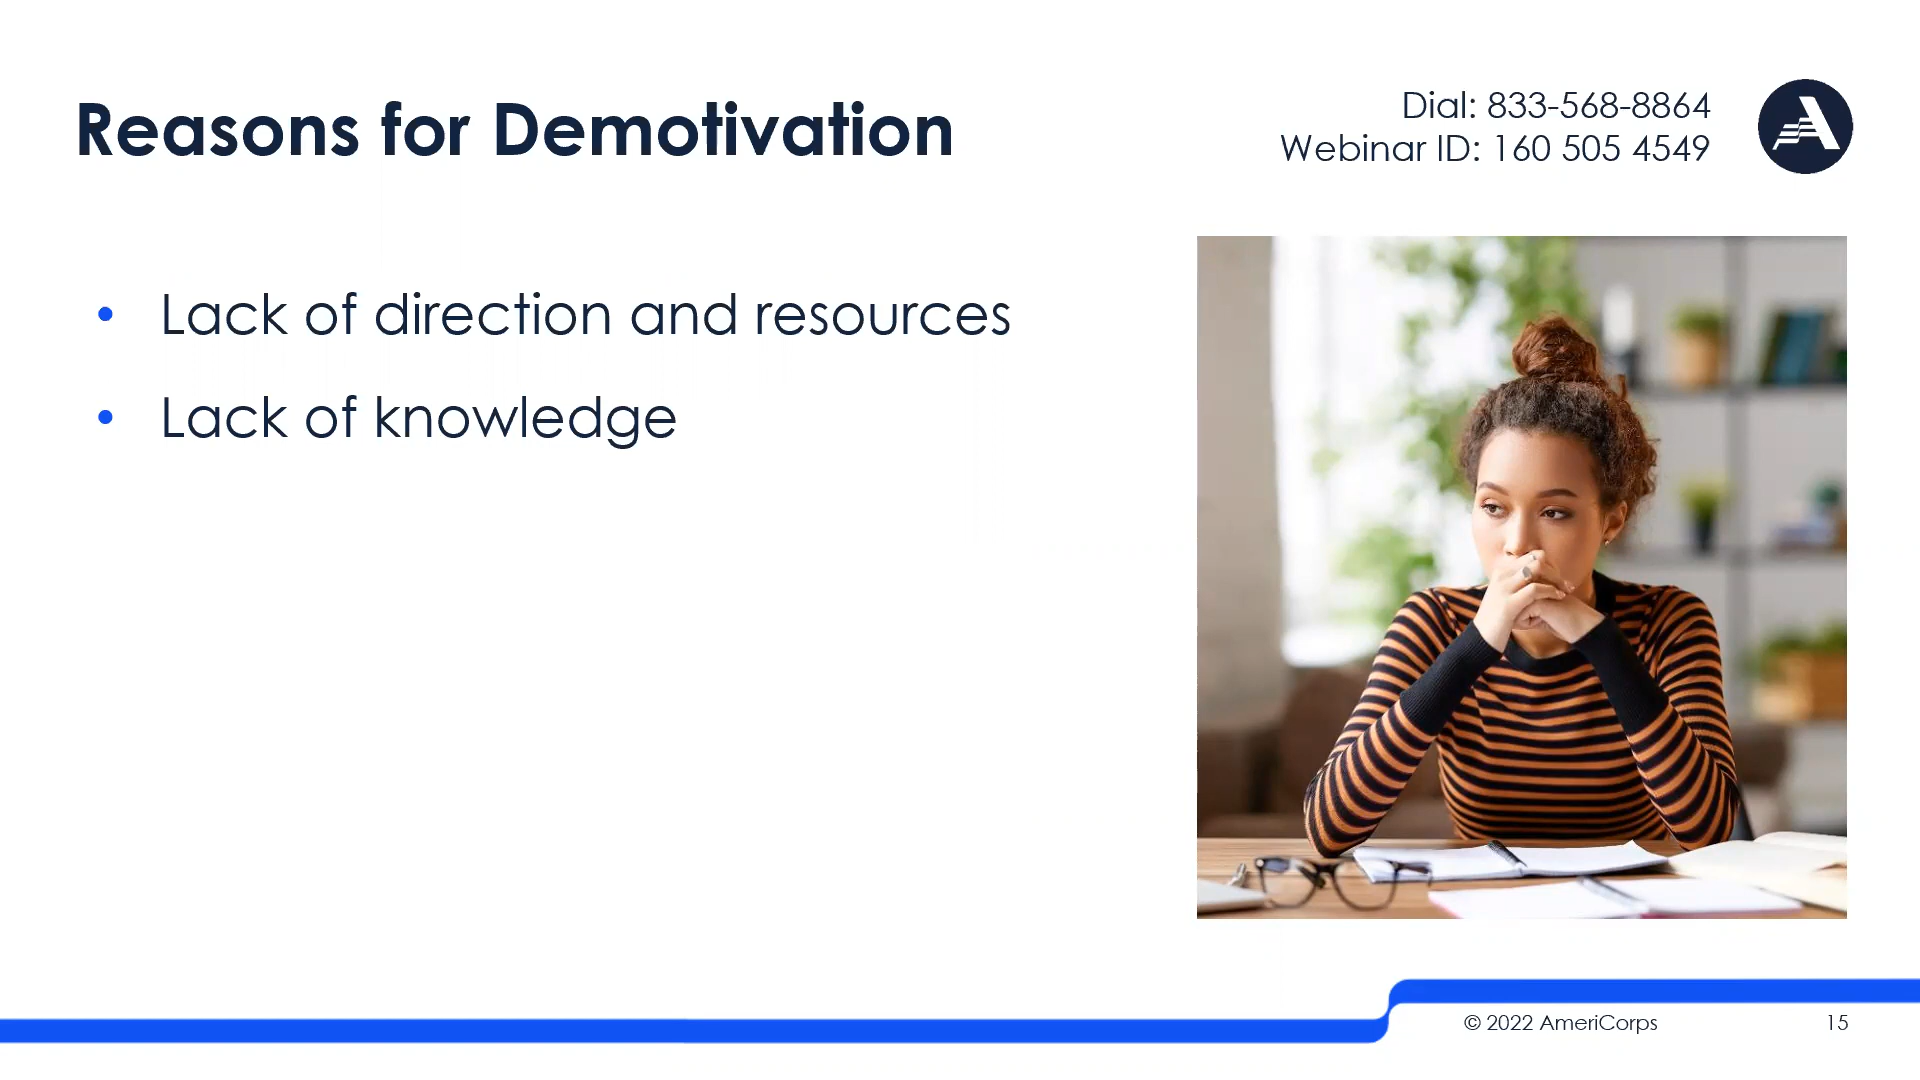 Reasons for Demotivation
Dial: 833-568-8864
Webinar ID: 160 505 4549
• Lack of direction and resources
• Lack of knowledge
© 2022 AmeriCorps
15